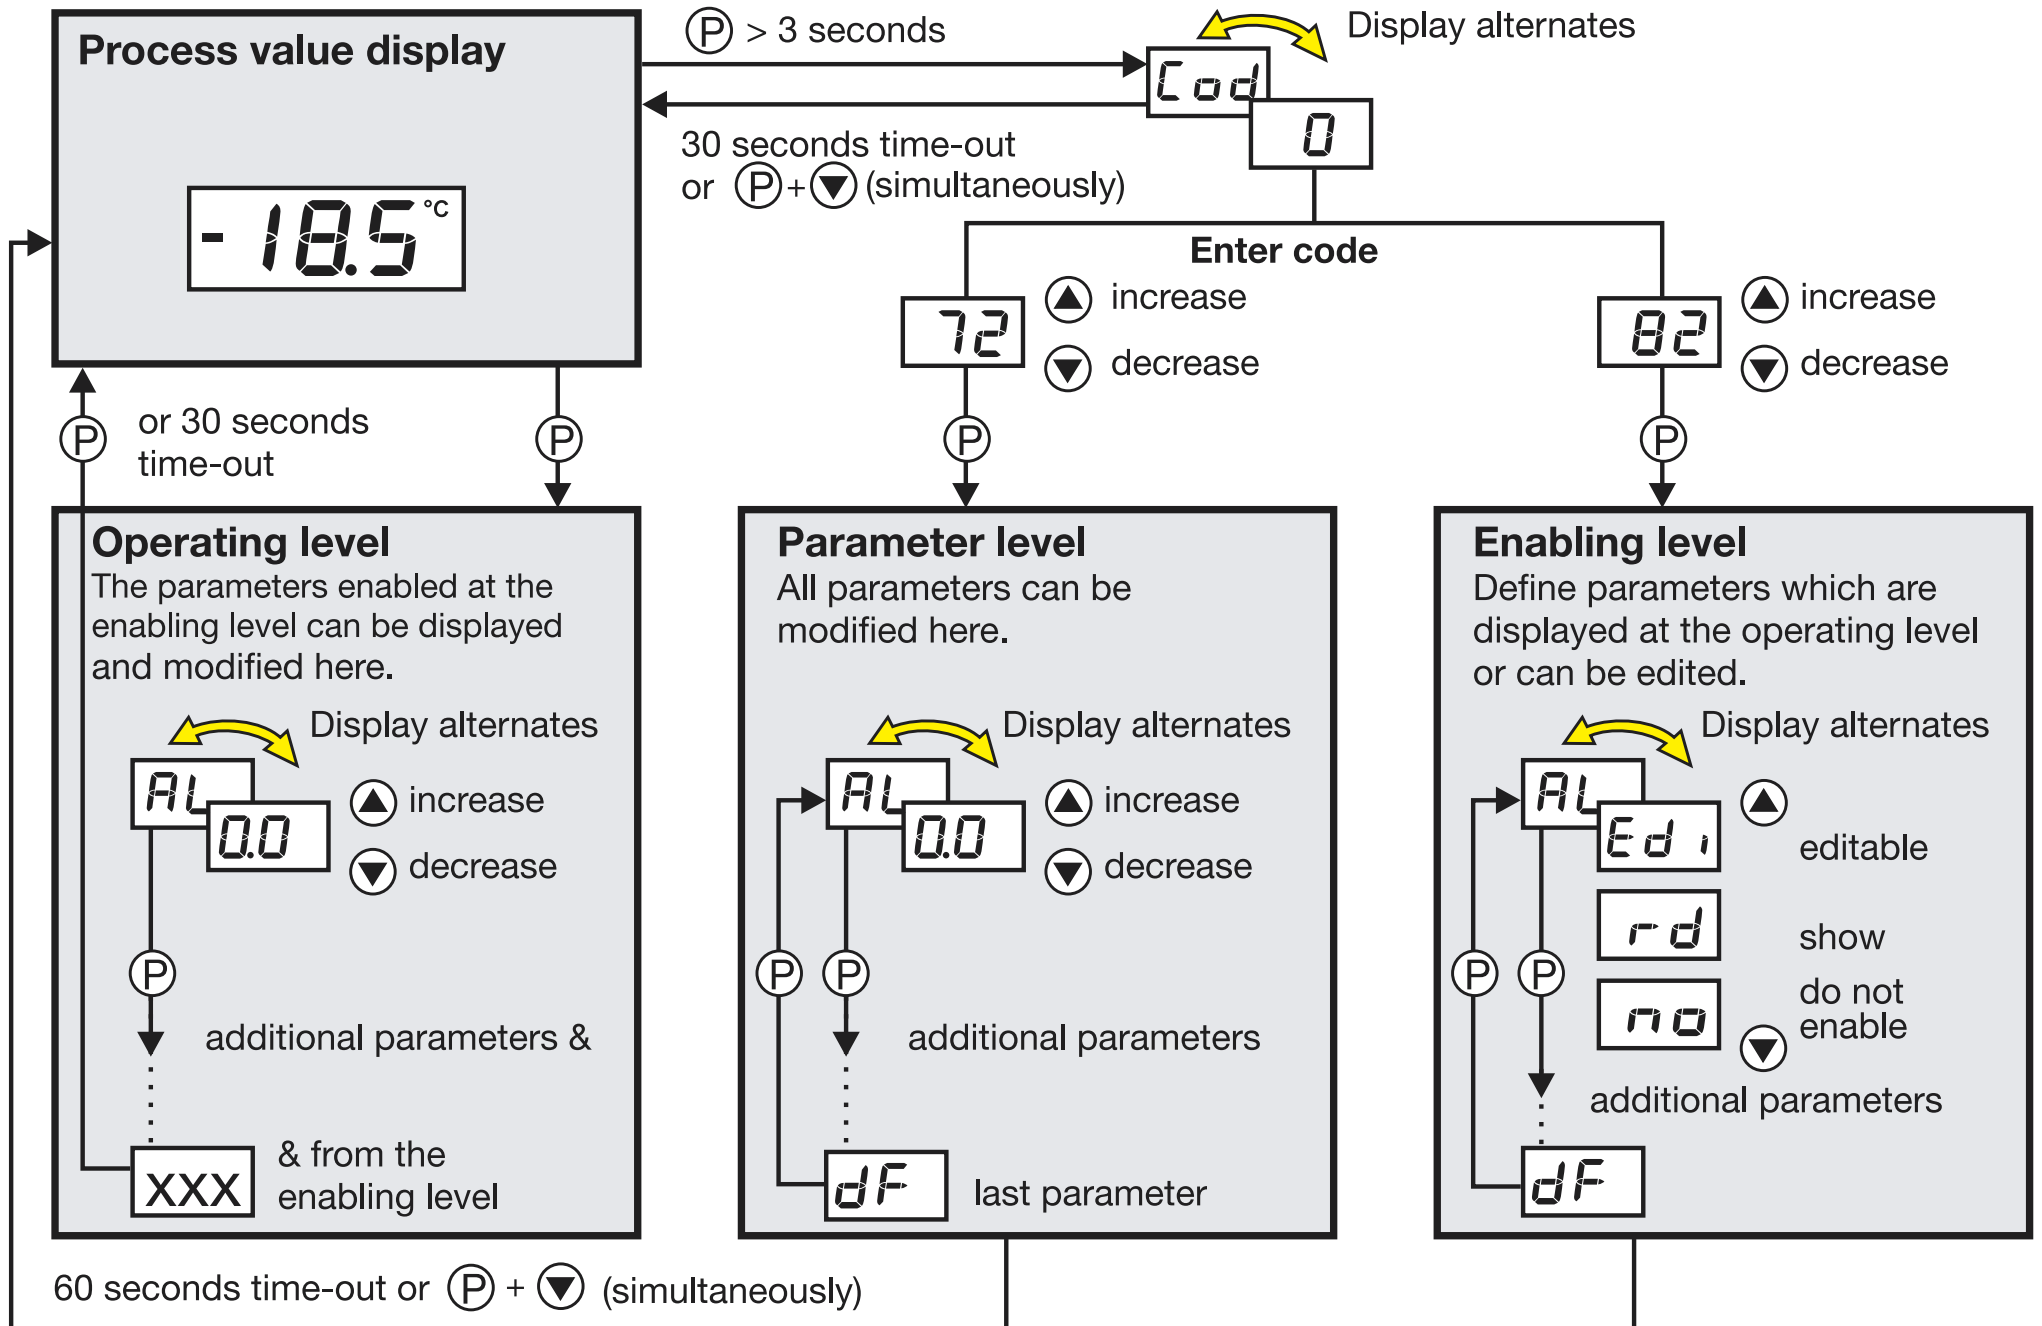 Process value display
-18.5 °C
P > 3 seconds
Display alternates
Cod
0
30 seconds time-out
or P + ▼ (simultaneously)
Enter code
72
▲ increase
▼ decrease
82
▲ increase
▼ decrease
P
or 30 seconds
time-out
P
P
P
Operating level
The parameters enabled at the
enabling level can be displayed
and modified here.
Display alternates
AL
0.0
▲ increase
▼ decrease
P
additional parameters &
xxx
& from the
enabling level
Parameter level
All parameters can be
modified here.
Display alternates
AL
0.0
▲ increase
▼ decrease
P
P
additional parameters
dF
last parameter
Enabling level
Define parameters which are
displayed at the operating level
or can be edited.
Display alternates
AL
Edi
▲
editable
rd
show
P
P
no
do not
enable
▼
additional parameters
dF
60 seconds time-out or P + ▼ (simultaneously)